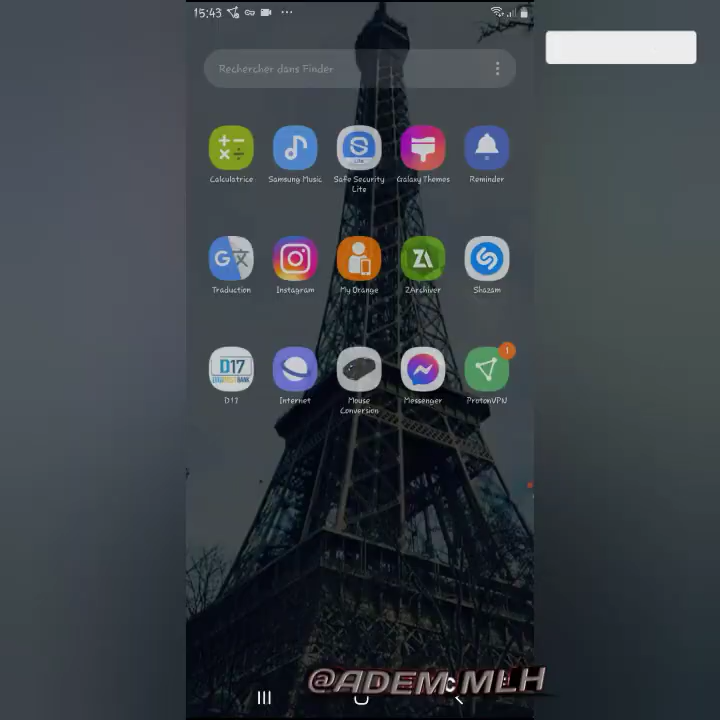 15:43
Rechercher dans Finder
Calculatrice
Samsung Music
Safe Security Lite
Galaxy Themes
Reminder
Traduction
Instagram
My Orange
ZArchiver
Shazam
D17
Internet
Mouse Conversion
Messenger
1
ProtonVPN
@ADEM:MLH